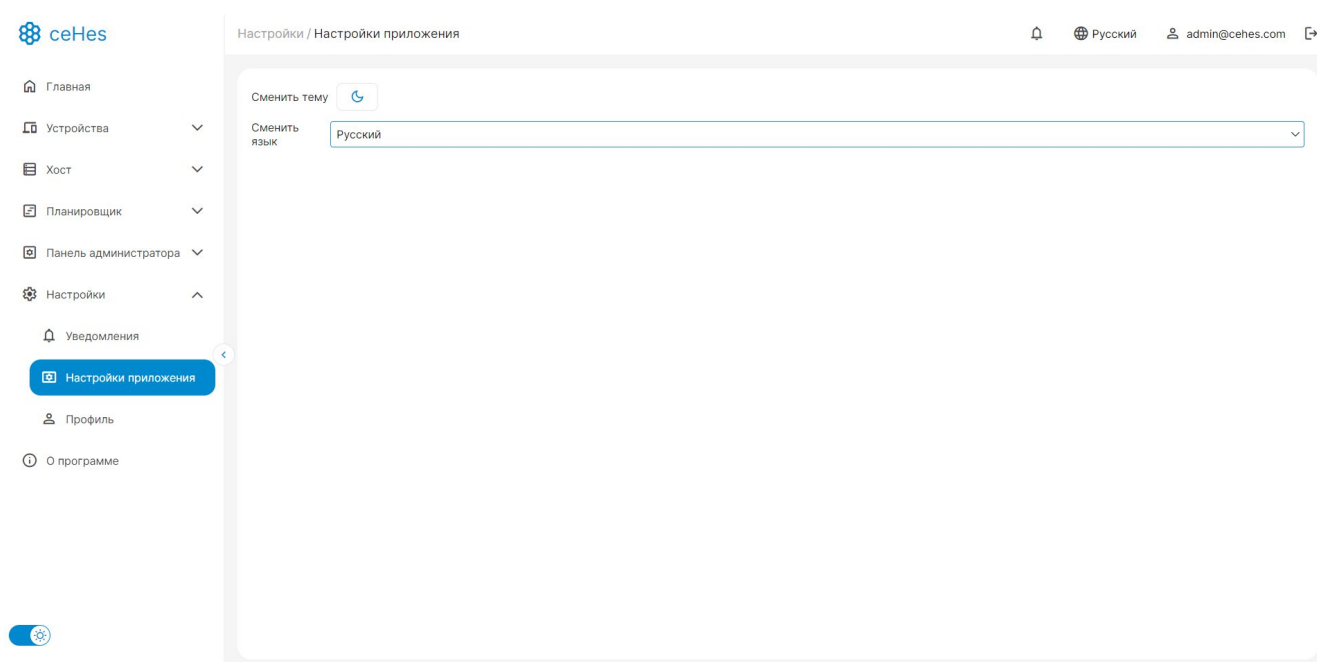 ceHes
Настройки / Настройки приложения
Русский
admin@cehes.com
Главная
Устройства
Хост
Планировщик
Панель администратора
Настройки
Уведомления
Настройки приложения
Профиль
О программе
Сменить тему
Сменить
язык
Русский